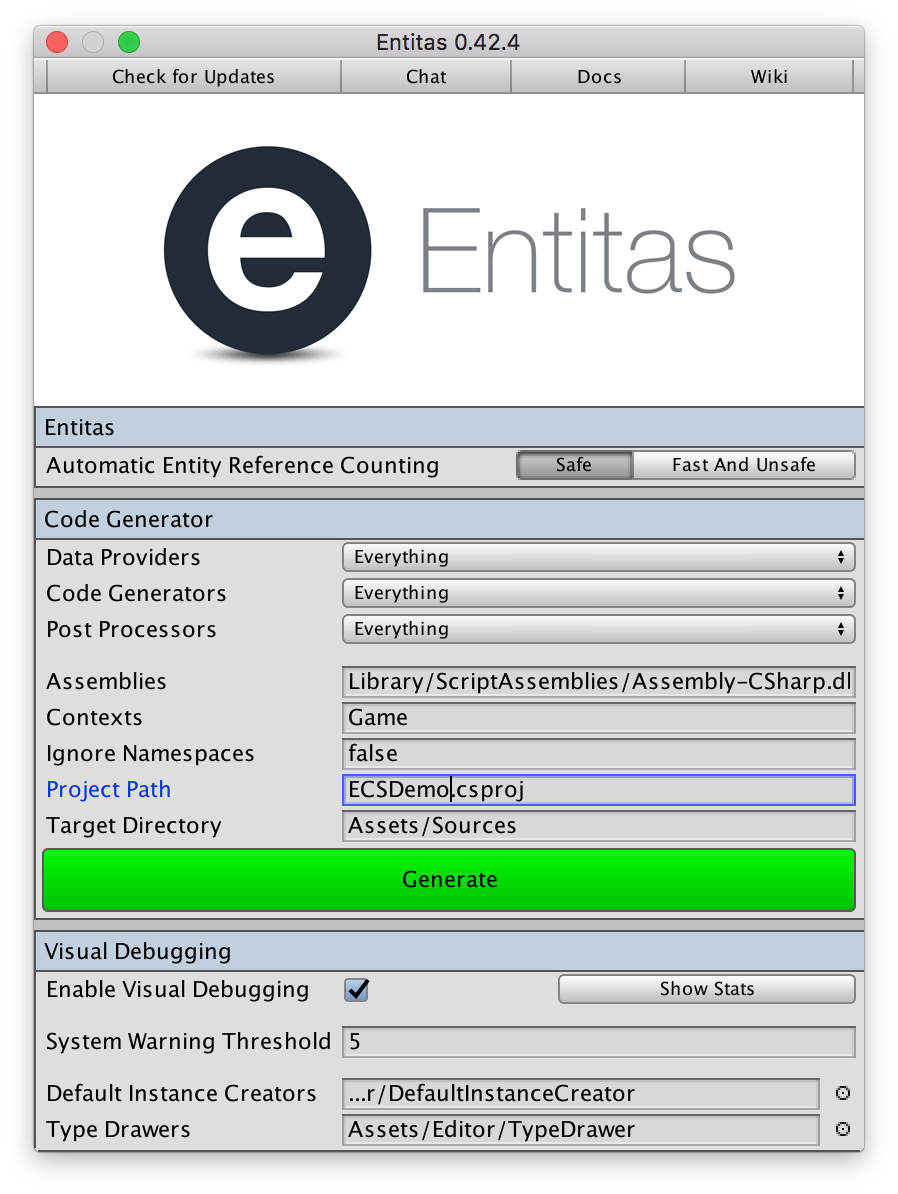 Entitas 0.42.4
Check for Updates Chat Docs Wiki
e Entitas
Entitas
Automatic Entity Reference Counting Safe Fast And Unsafe
Code Generator
Data Providers Everything
Code Generators Everything
Post Processors Everything
Assemblies Library/ScriptAssemblies/Assembly-CSharp.dl
Contexts Game
Ignore Namespaces false
Project Path ECSDemo.csproj
Target Directory Assets/Sources
Generate
Visual Debugging
Enable Visual Debugging Show Stats
System Warning Threshold 5
Default Instance Creators ...r/DefaultInstanceCreator
Type Drawers Assets/Editor/TypeDrawer